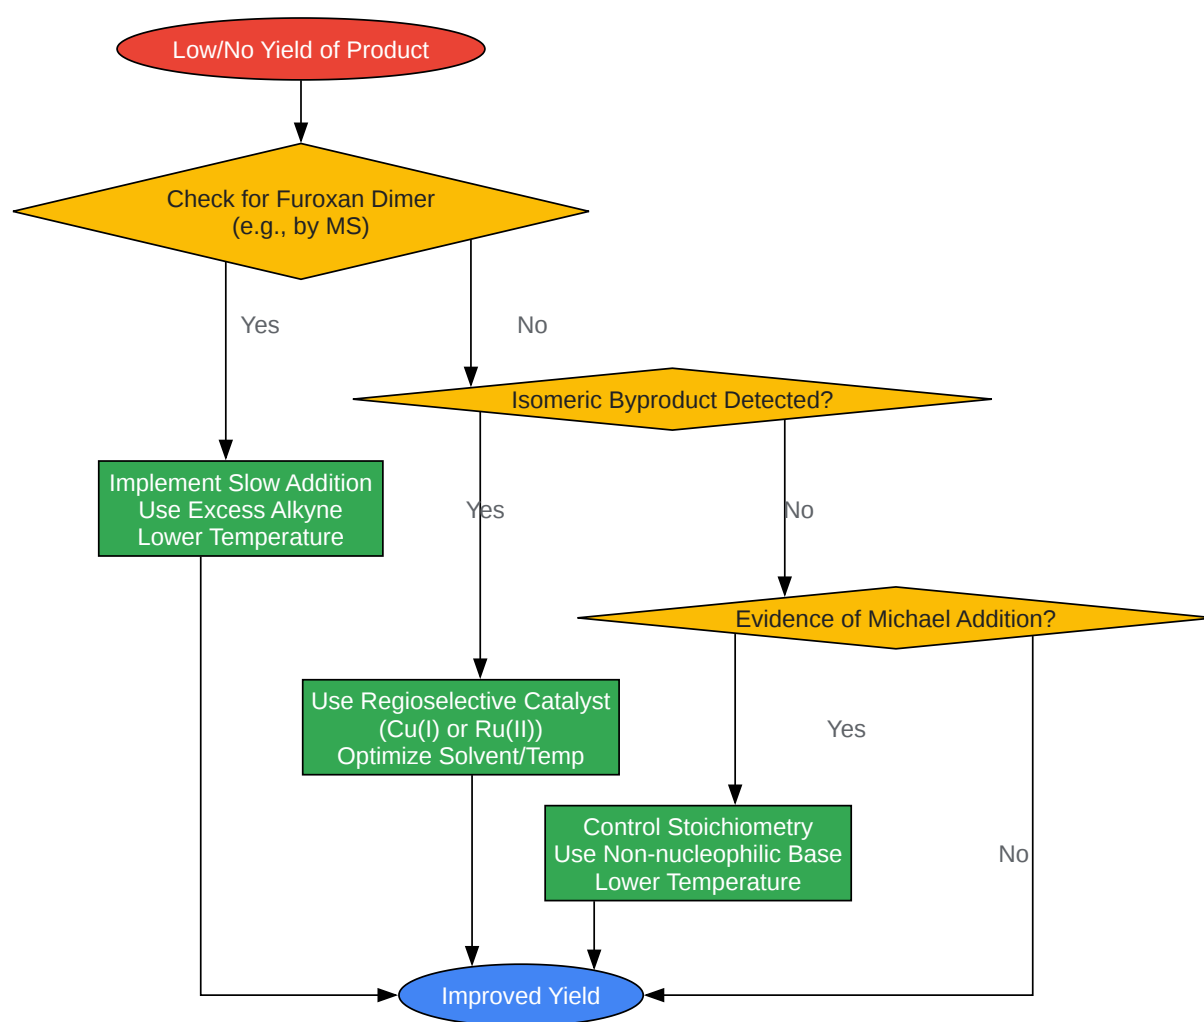 Low/No Yield of Product
Check for Furoxan Dimer
(e.g., by MS)
Yes
No
Isomeric Byproduct Detected?
Implement Slow Addition
Use Excess Alkyne
Lower Temperature
Yes
No
Evidence of Michael Addition?
Use Regioselective Catalyst
(Cu(I) or Ru(II))
Optimize Solvent/Temp
Yes
Control Stoichiometry
Use Non-nucleophilic Base
Lower Temperature
No
Improved Yield